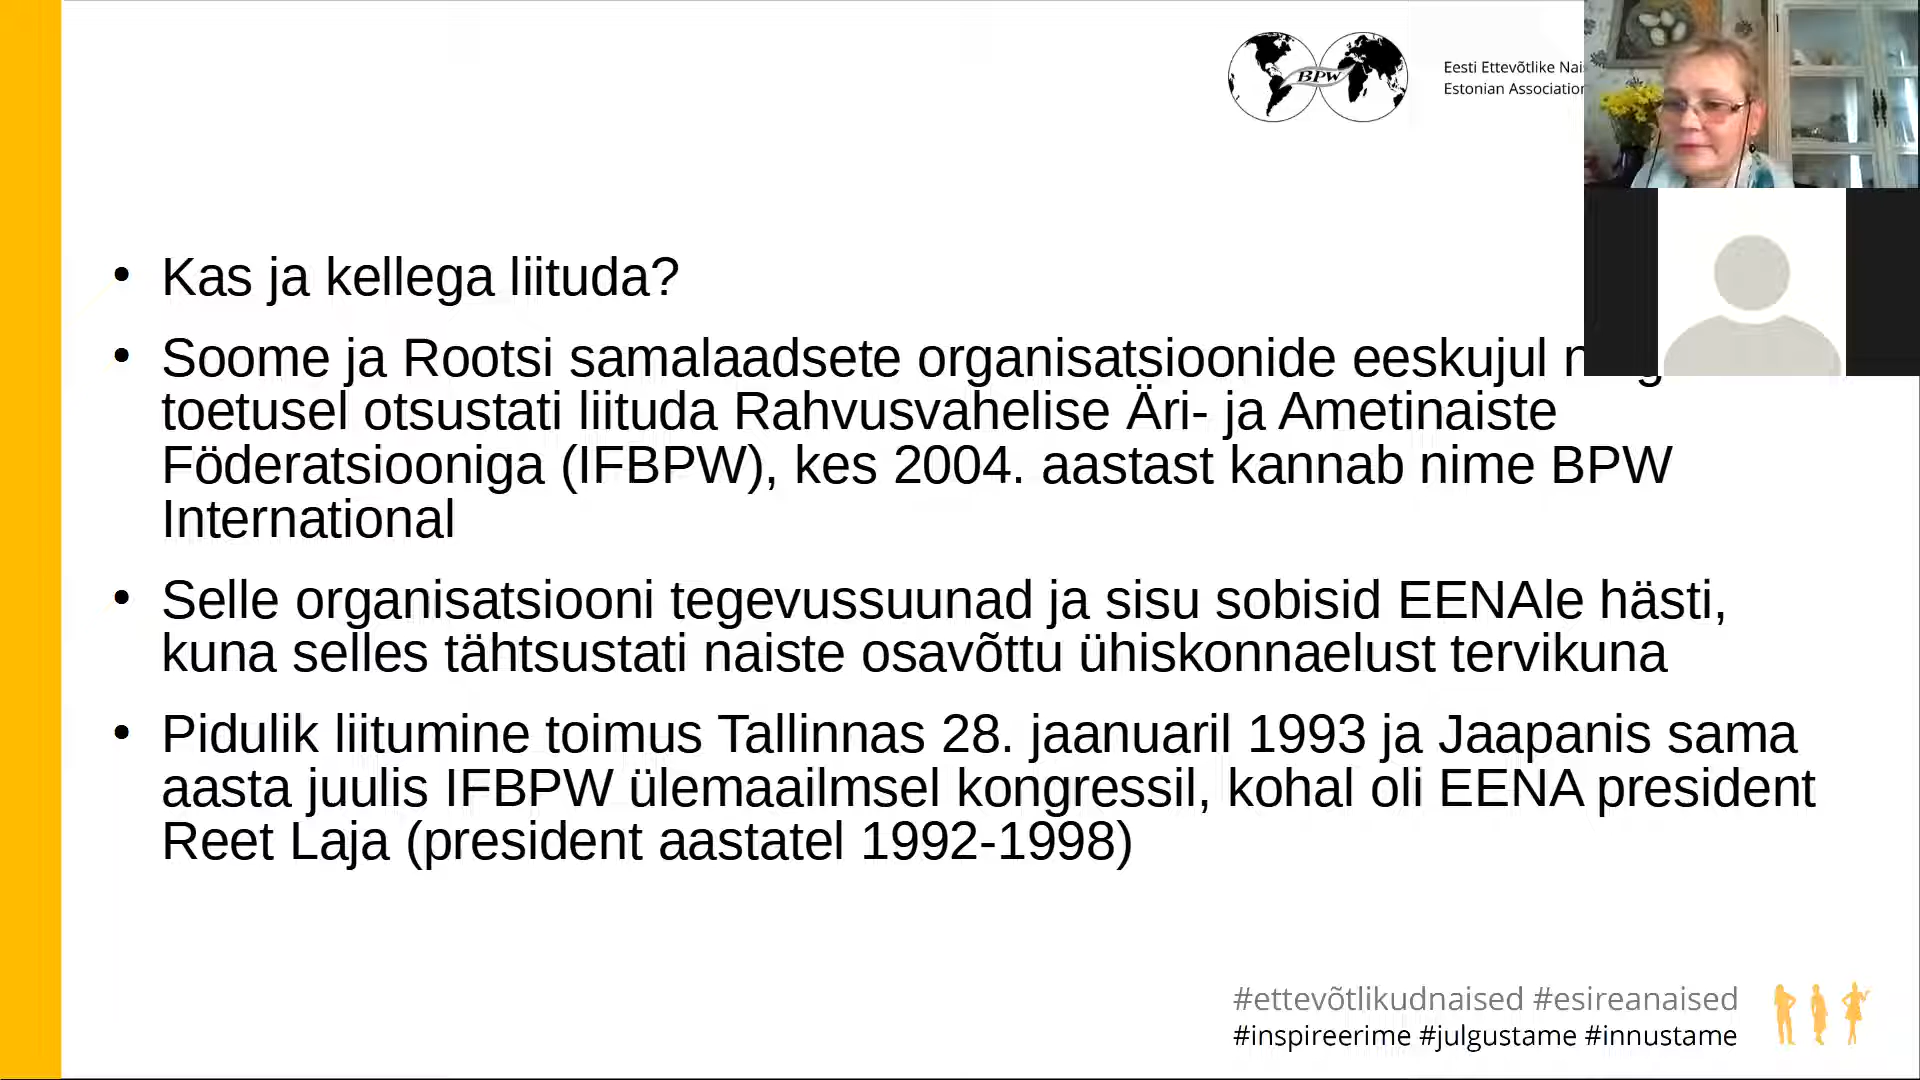 BPW
Eesti Ettevõtlike
Estonian
Kas ja kellega liituda?
Soome ja Rootsi samalaadsete organisatsioonide eeskujul
toetusel otsustati liituda Rahvusvahelise Äri- ja Ametinaiste
Föderatsiooniga (IFBPW), kes 2004. aastast kannab nime BPW
International
Selle organisatsiooni tegevussuunad ja sisu sobisid EENAle hästi,
kuna selles tähtsustati naiste osavõttu ühiskonnaelust tervikuna
Pidulik liitumine toimus Tallinnas 28. jaanuaril 1993 ja Jaapanis sama
aasta juulis IFBPW ülemaailmsel kongressil, kohal oli EENA president
Reet Laja (president aastatel 1992-1998)
#ettevõtlikudnaised #esireanaised
#inspireerime #julgustame #innustame